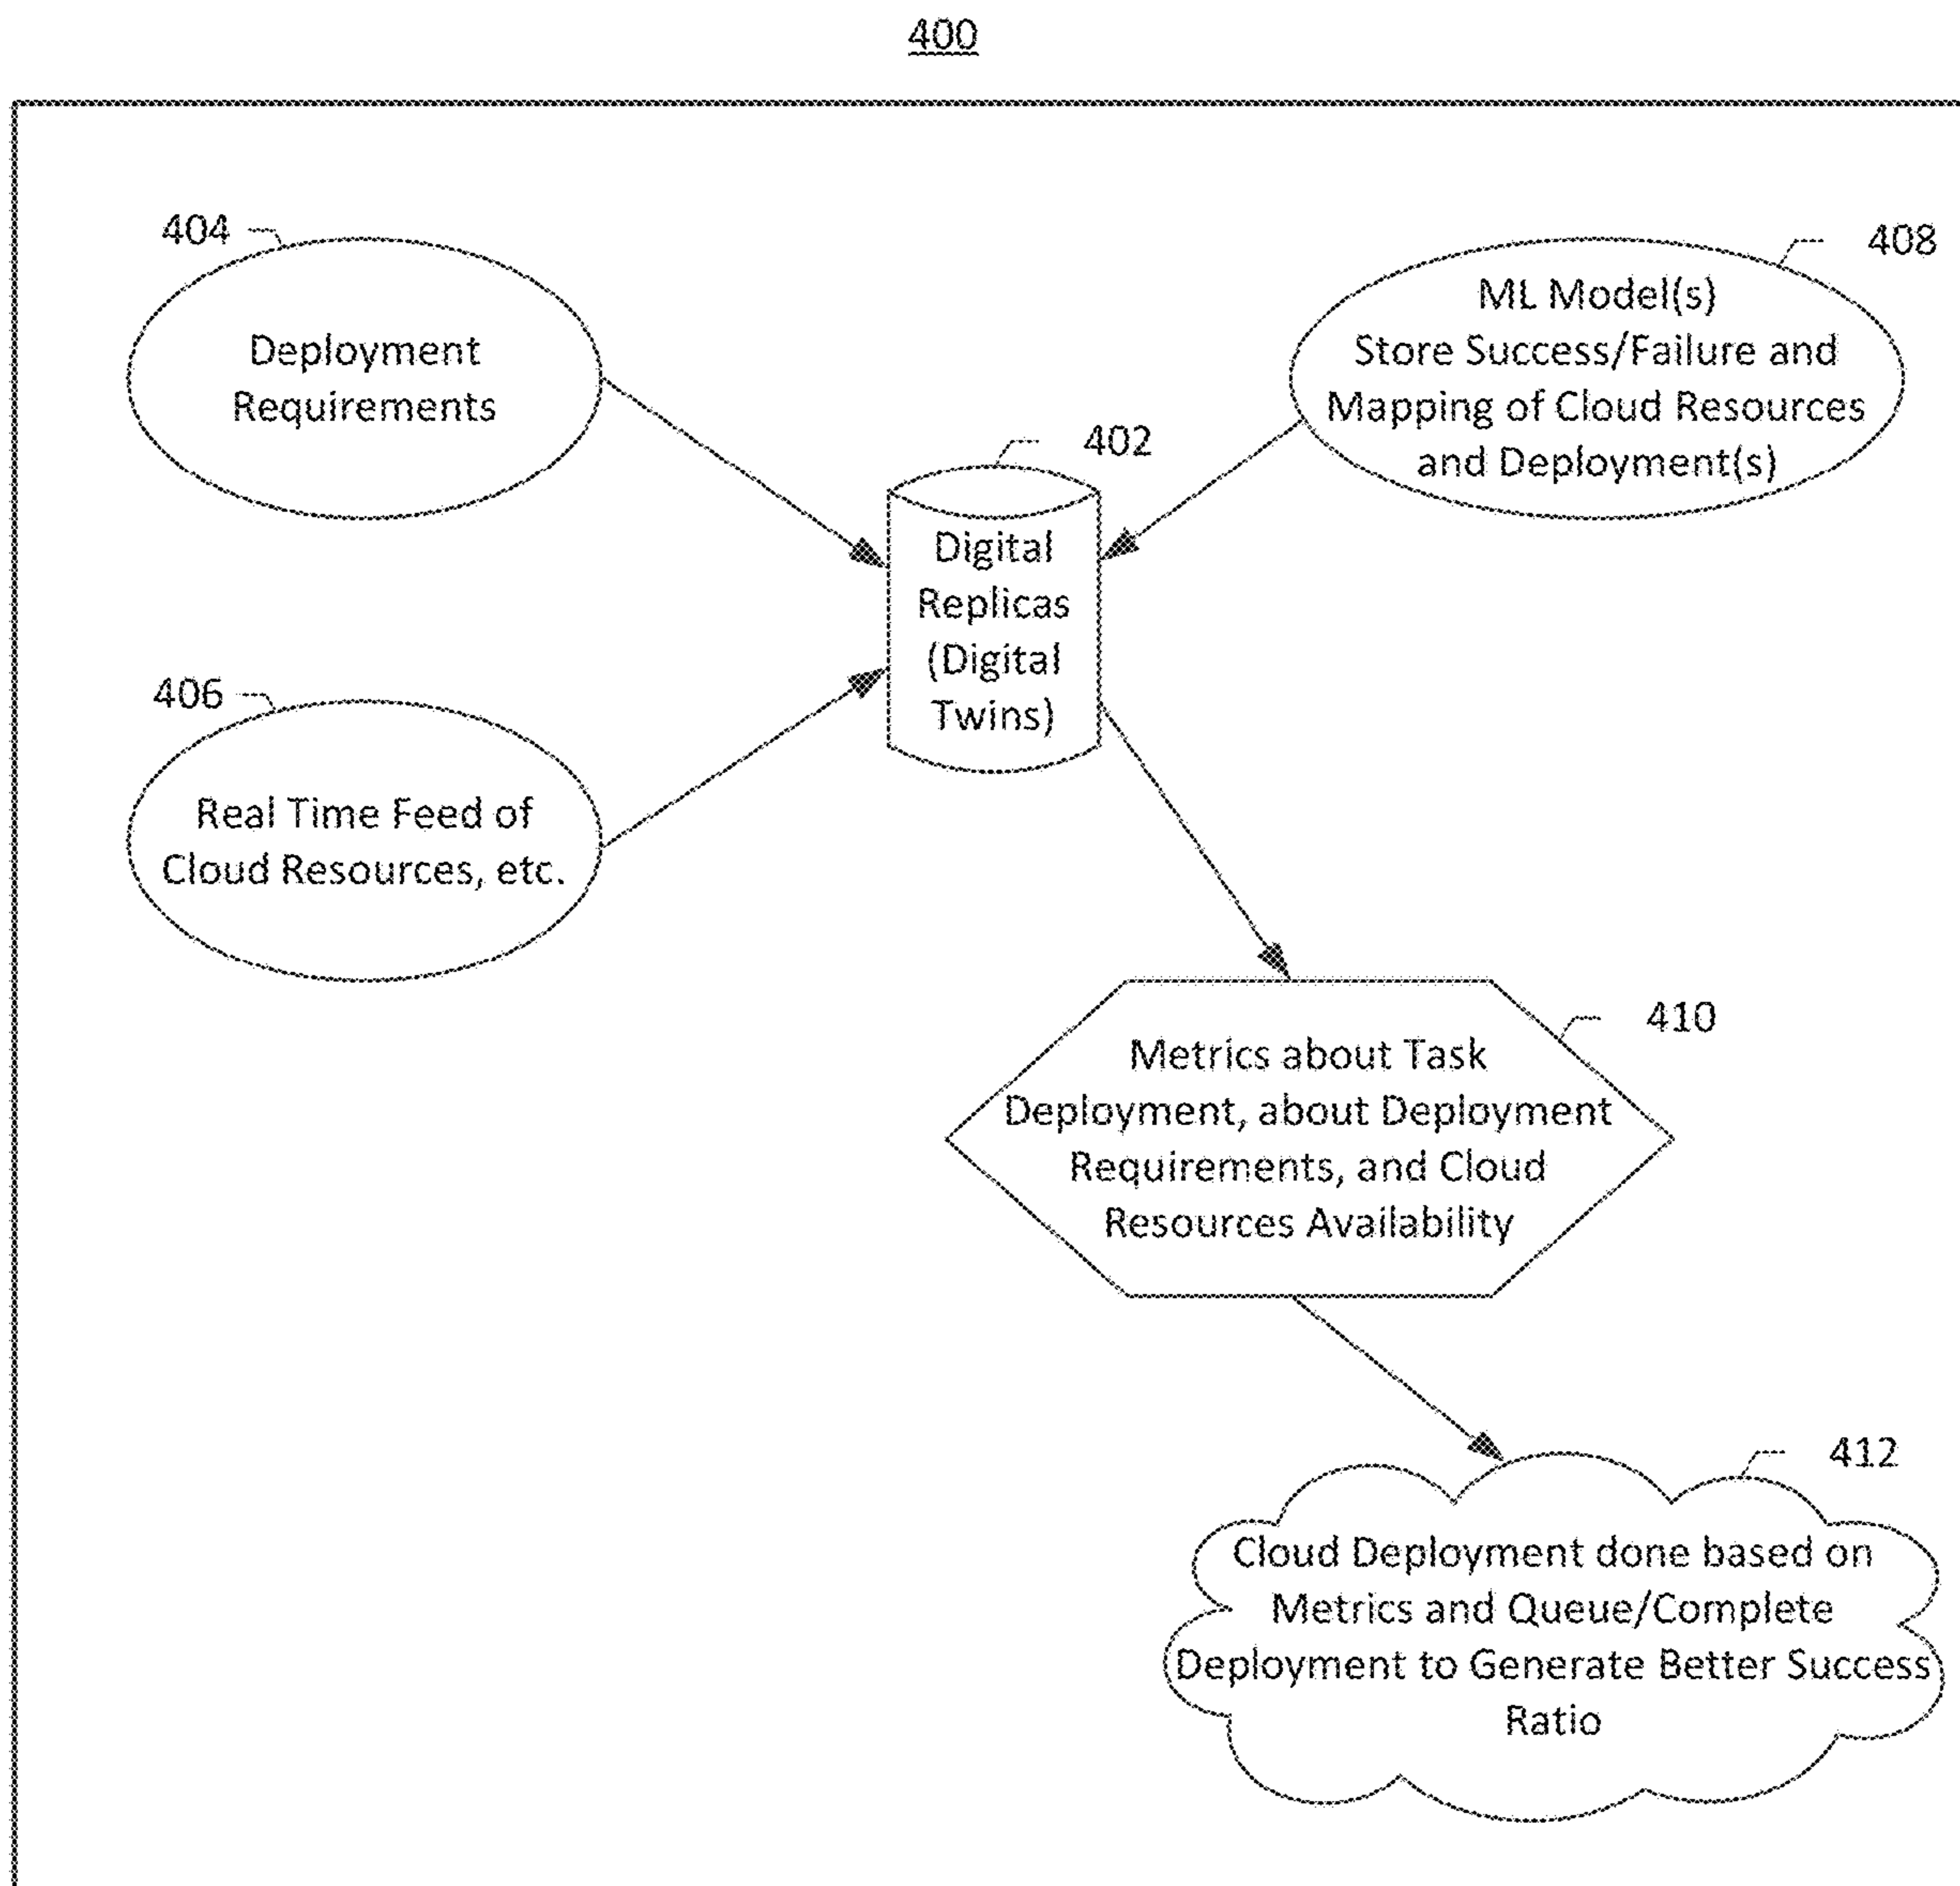 400
404
Deployment
Requirements
408
ML Model(s)
Store Success/Failure and
Mapping of Cloud Resources
and Deployment(s)
402
Digital
Replicas
(Digital
Twins)
406
Real Time Feed of
Cloud Resources, etc.
410
Metrics about Task
Deployment, about Deployment
Requirements, and Cloud
Resources Availability
412
Cloud Deployment done based on
Metrics and Queue/Complete
Deployment to Generate Better Success
Ratio